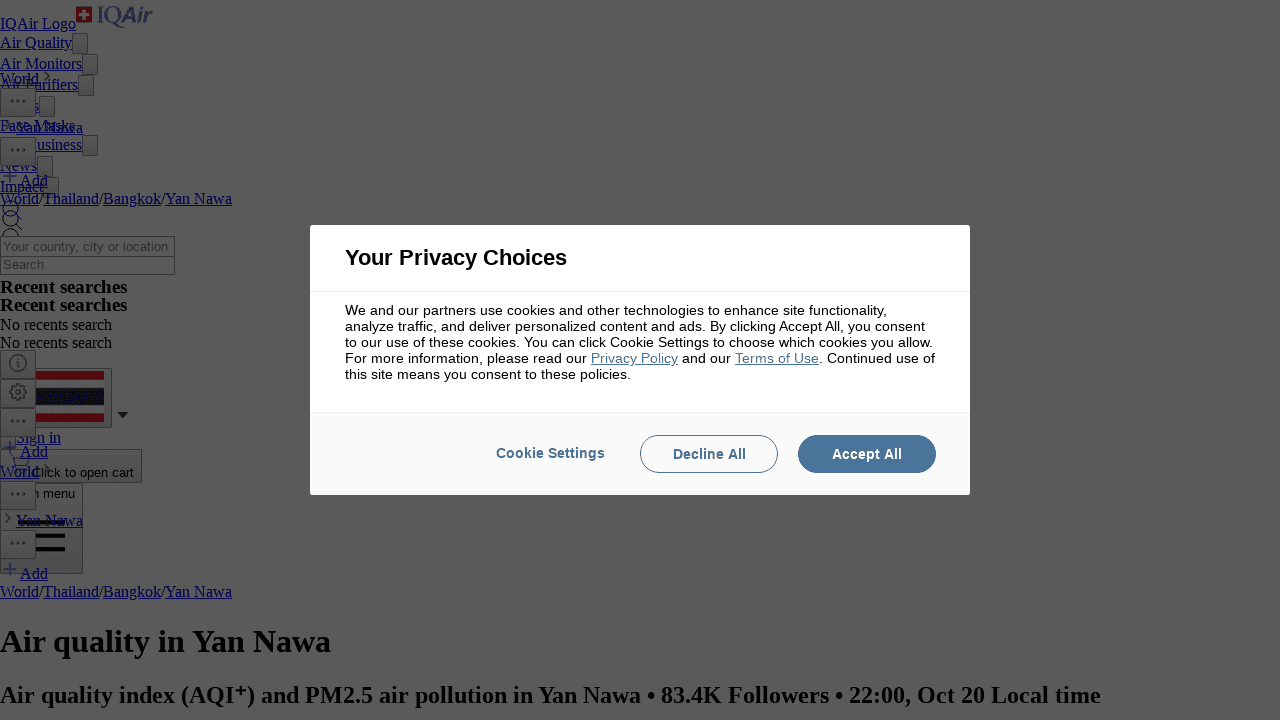 IQAir Logo IQAir
Air Quality
Air Monitors
World
Air Purifiers
Face Masks
Yan Nawa
News
Add
Impact
World/Thailand/Bangkok/Yan Nawa
Your country, city or location
Search
Recent searches
Recent searches
No recents search
No recents search
Sign in
Add
Click to open cart
World
menu
Yan Nawa
Add
World/Thailand/Bangkok/Yan Nawa
Air quality in Yan Nawa
Air quality index (AQI⁺) and PM2.5 air pollution in Yan Nawa • 83.4K Followers • 22:00, Oct 20 Local time
Your Privacy Choices
We and our partners use cookies and other technologies to enhance site functionality,
analyze traffic, and deliver personalized content and ads. By clicking Accept All, you consent
to our use of these cookies. You can click Cookie Settings to choose which cookies you allow.
For more information, please read our Privacy Policy and our Terms of Use. Continued use of
this site means you consent to these policies.
Cookie Settings
Decline All
Accept All